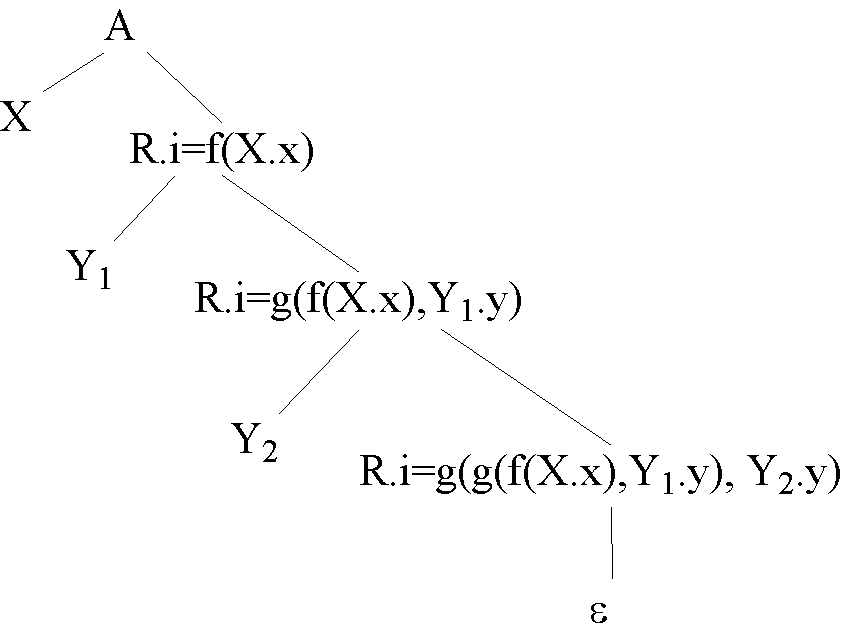 A
X
R.i=f(X.x)
Y₁
R.i=g(f(X.x),Y₁.y)
Y₂
R.i=g(g(f(X.x),Y₁.y), Y₂.y)
ε